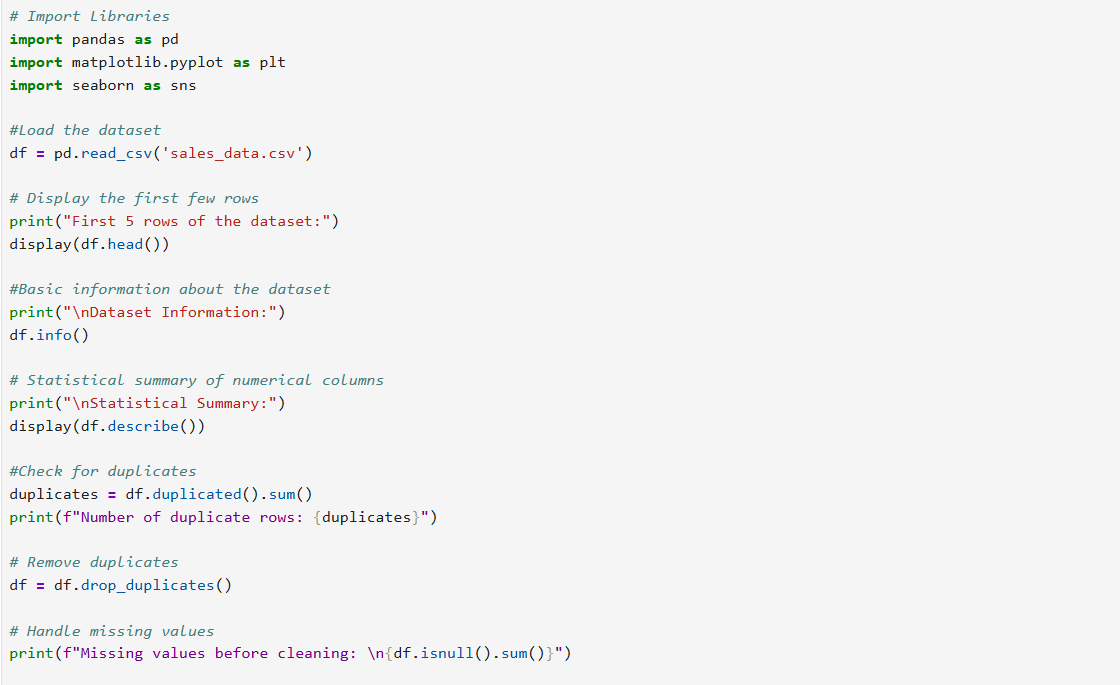 # Import Libraries
import pandas as pd
import matplotlib.pyplot as plt
import seaborn as sns
#Load the dataset
df = pd.read_csv('sales_data.csv')
# Display the first few rows
print("First 5 rows of the dataset:")
display(df.head())
#Basic information about the dataset
print("\nDataset Information:")
df.info()
# Statistical summary of numerical columns
print("\nStatistical Summary:")
display(df.describe())
#Check for duplicates
duplicates = df.duplicated().sum()
print(f"Number of duplicate rows: {duplicates}")
# Remove duplicates
df = df.drop_duplicates()
# Handle missing values
print(f"Missing values before cleaning: \n{df.isnull().sum()}")